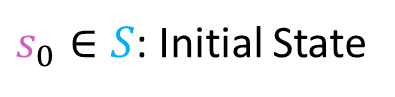 s₀ ∈ S: Initial State